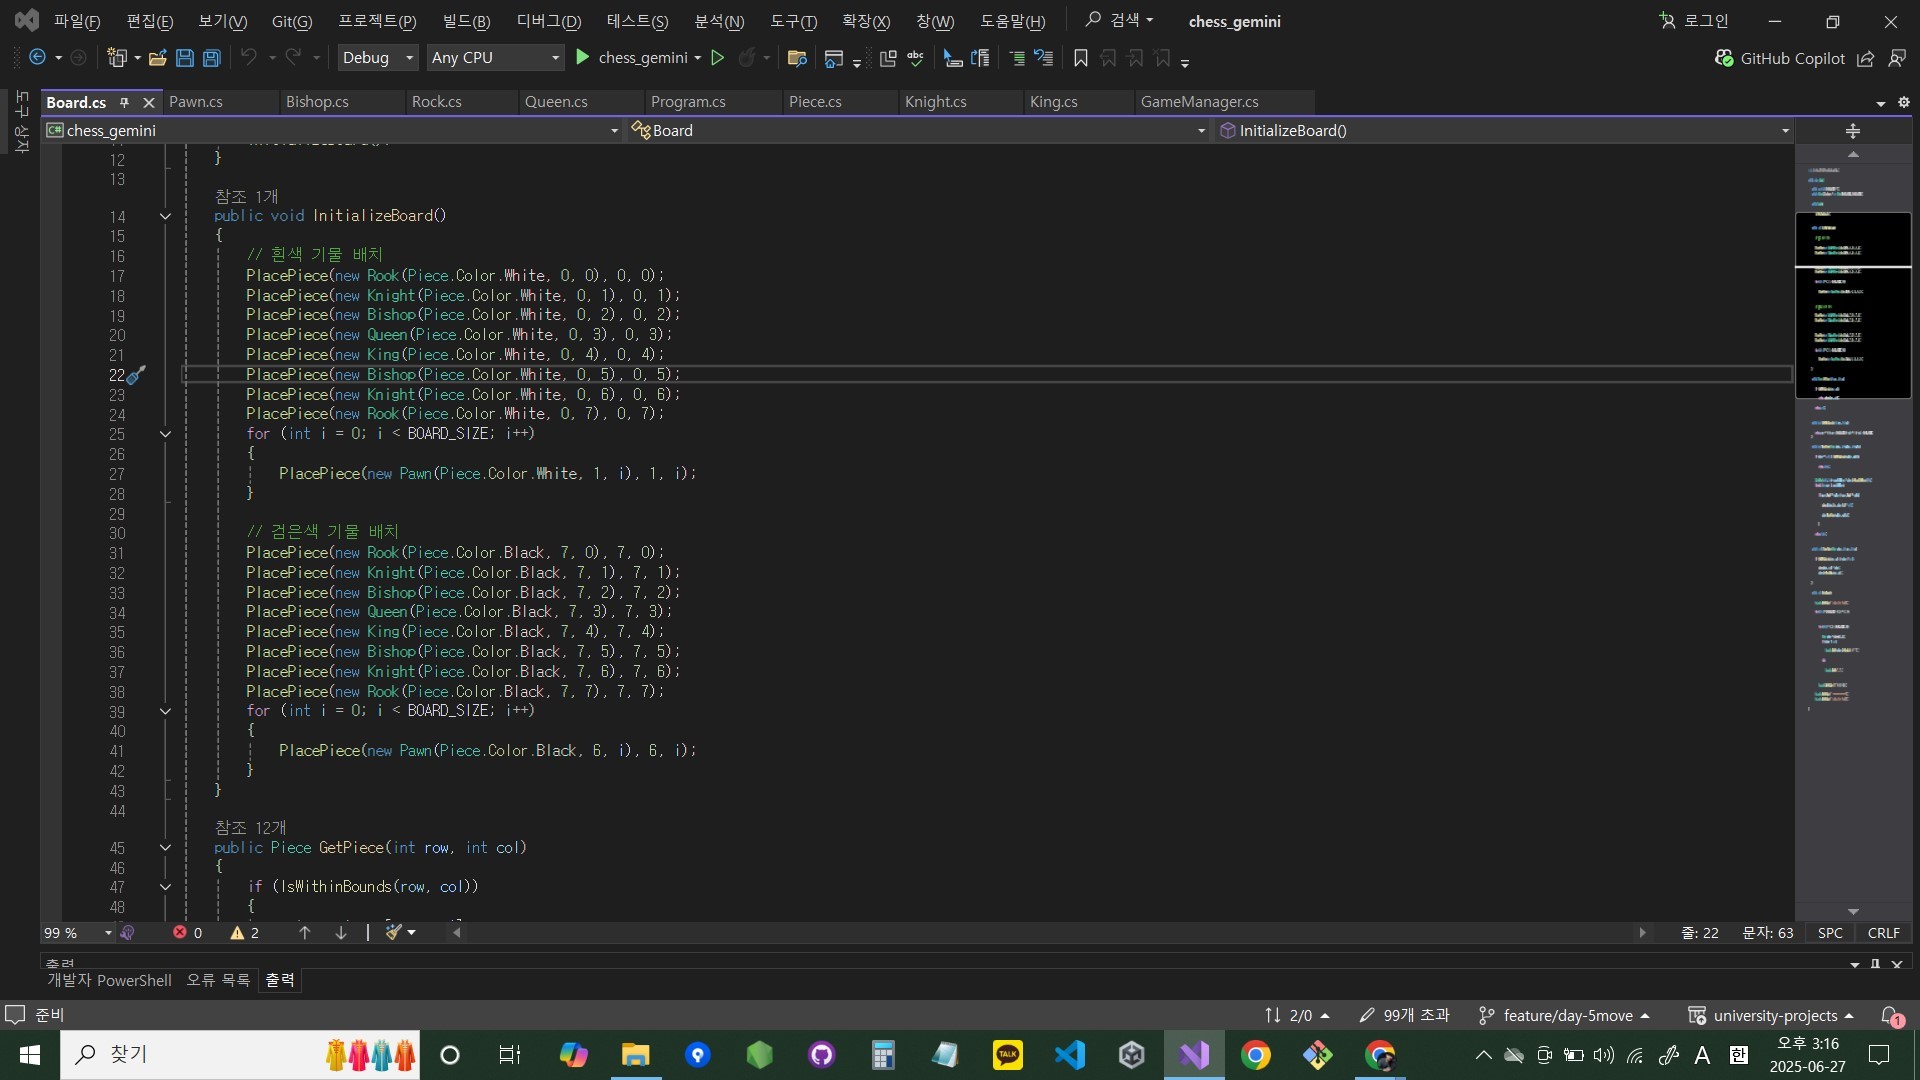 파일(F) 편집(E) 보기(V) Git(G) 프로젝트(P) 빌드(B) 디버그(D) 테스트(S) 분석(N) 도구(T) 확장(X) 창(W) 도움말(H) 검색 chess_gemini 로그인
Debug Any CPU chess_gemini GitHub Copilot
도구 상자
Board.cs Pawn.cs Bishop.cs Rock.cs Queen.cs Program.cs Piece.cs Knight.cs King.cs GameManager.cs
C# chess_gemini Board InitializeBoard()
12 }
13
참조 1개
14 public void InitializeBoard()
15 {
16 // 흰색 기물 배치
17 PlacePiece(new Rook(Piece.Color.White, 0, 0), 0, 0);
18 PlacePiece(new Knight(Piece.Color.White, 0, 1), 0, 1);
19 PlacePiece(new Bishop(Piece.Color.White, 0, 2), 0, 2);
20 PlacePiece(new Queen(Piece.Color.White, 0, 3), 0, 3);
21 PlacePiece(new King(Piece.Color.White, 0, 4), 0, 4);
22 PlacePiece(new Bishop(Piece.Color.White, 0, 5), 0, 5);
23 PlacePiece(new Knight(Piece.Color.White, 0, 6), 0, 6);
24 PlacePiece(new Rook(Piece.Color.White, 0, 7), 0, 7);
25 for (int i = 0; i < BOARD_SIZE; i++)
26 {
27 PlacePiece(new Pawn(Piece.Color.White, 1, i), 1, i);
28 }
29
30 // 검은색 기물 배치
31 PlacePiece(new Rook(Piece.Color.Black, 7, 0), 7, 0);
32 PlacePiece(new Knight(Piece.Color.Black, 7, 1), 7, 1);
33 PlacePiece(new Bishop(Piece.Color.Black, 7, 2), 7, 2);
34 PlacePiece(new Queen(Piece.Color.Black, 7, 3), 7, 3);
35 PlacePiece(new King(Piece.Color.Black, 7, 4), 7, 4);
36 PlacePiece(new Bishop(Piece.Color.Black, 7, 5), 7, 5);
37 PlacePiece(new Knight(Piece.Color.Black, 7, 6), 7, 6);
38 PlacePiece(new Rook(Piece.Color.Black, 7, 7), 7, 7);
39 for (int i = 0; i < BOARD_SIZE; i++)
40 {
41 PlacePiece(new Pawn(Piece.Color.Black, 6, i), 6, i);
42 }
43 }
44
참조 12개
45 public Piece GetPiece(int row, int col)
46 {
47 if (IsWithinBounds(row, col))
48 {
99 % 0 2 줄: 22 문자: 63 SPC CRLF
출력
개발자 PowerShell 오류 목록 출력
준비 2/0 99개 초과 feature/day-5move university-projects 1
찾기 TALK A 한 오후 3:16
2025-06-27